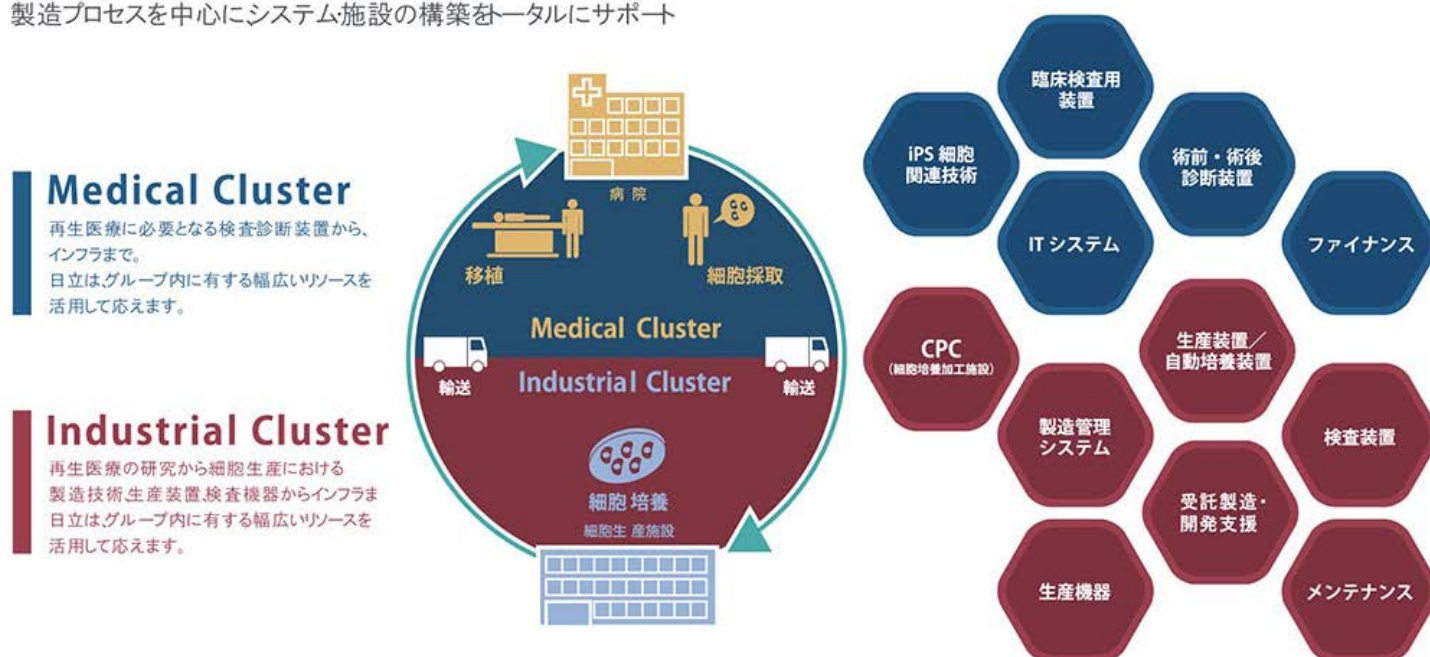 製造プロセスを中心にシステム施設の構築をトータルにサポート
Medical Cluster
再生医療に必要となる検査診断装置から、
インフラまで。
日立は、グループ内に有する幅広いリソースを
活用して応えます。
Industrial Cluster
再生医療の研究から細胞生産における
製造技術、生産装置、検査機器からインフラま
日立は、グループ内に有する幅広いリソースを
活用して応えます。
病院
移植
細胞採取
Medical Cluster
輸送
輸送
Industrial Cluster
細胞培養
細胞生産施設
臨床検査用
装置
iPS 細胞
関連技術
術前・術後
診断装置
IT システム
ファイナンス
CPC
(細胞培養加工施設)
生産装置／
自動培養装置
製造管理
システム
検査装置
受託製造・
開発支援
生産機器
メンテナンス